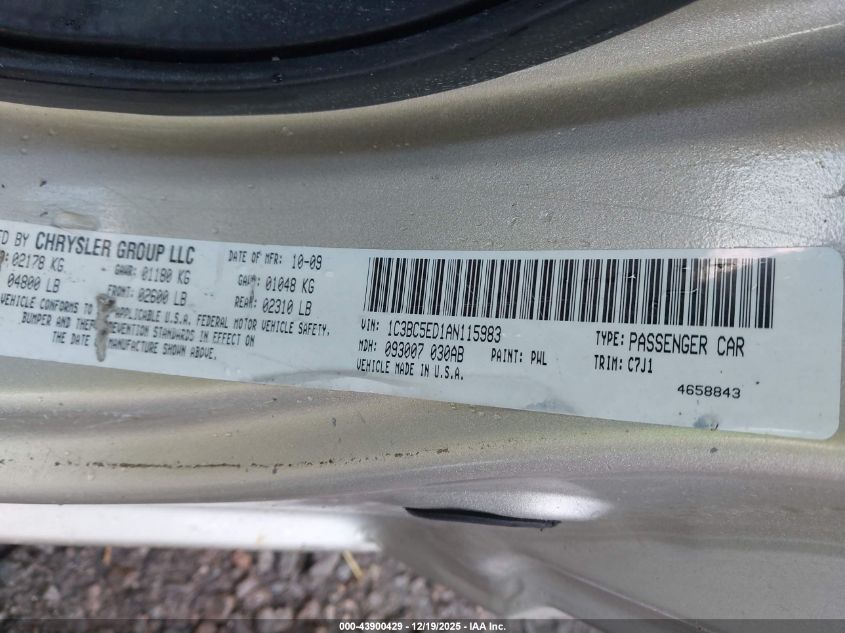 ED BY CHRYSLER GROUP LLC DATE OF MFR: 10-09
: 02178 KG GAWR: 01180 KG GAWR: 01048 KG
04800 LB FRONT: 02600 LB REAR: 02310 LB
VEHICLE CONFORMS TO APPLICABLE U.S.A. FEDERAL MOTOR VEHICLE SAFETY,
BUMPER AND THEFT PREVENTION STANDARDS IN EFFECT ON
THE DATE MANUFACTURE SHOWN ABOVE.
VIN: 1C3BC5ED1AN115983 TYPE: PASSENGER CAR
MDH: 093007 030AB PAINT: PWL TRIM: C7J1
VEHICLE MADE IN U.S.A.
4658843
000-43900429 - 12/19/2025 - IAA Inc.